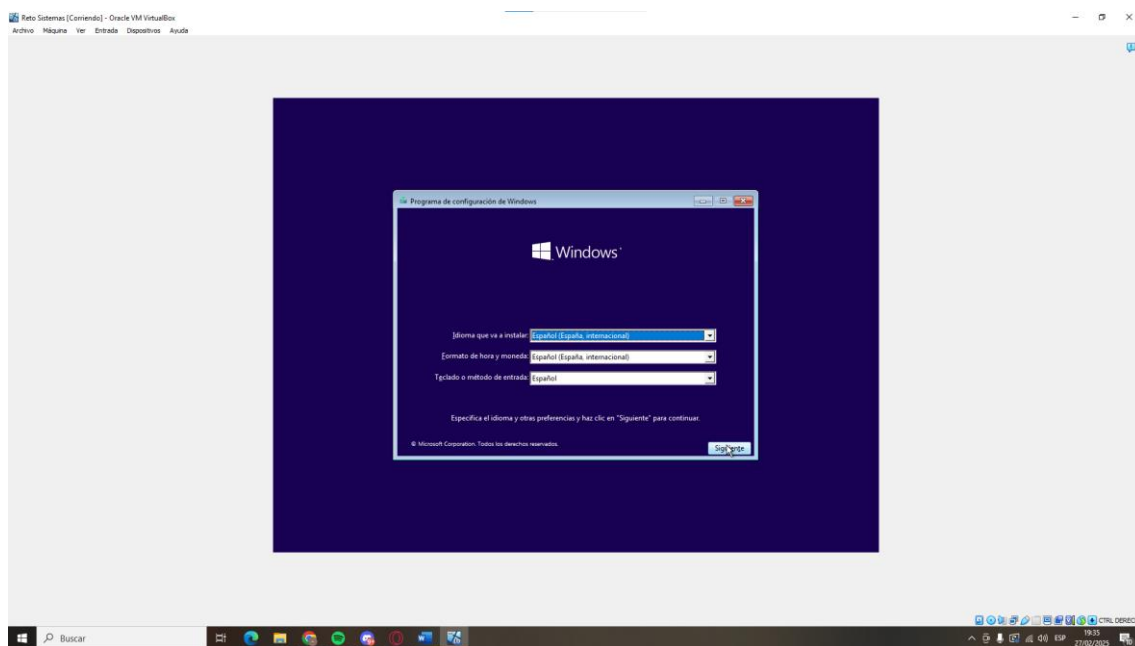 Reto Sistemas [Corriendo] - Oracle VM VirtualBox
Archivo Máquina Ver Entrada Dispositivos Ayuda
Programa de configuración de Windows
Windows
Idioma que va a instalar: Español (España, internacional)
Formato de hora y moneda: Español (España, internacional)
Teclado o método de entrada: Español
Especifica el idioma y otras preferencias y haz clic en "Siguiente" para continuar.
© Microsoft Corporation. Todos los derechos reservados.
Siguiente
CTRL DEREC
Buscar
ESP
19:35
27/02/2025